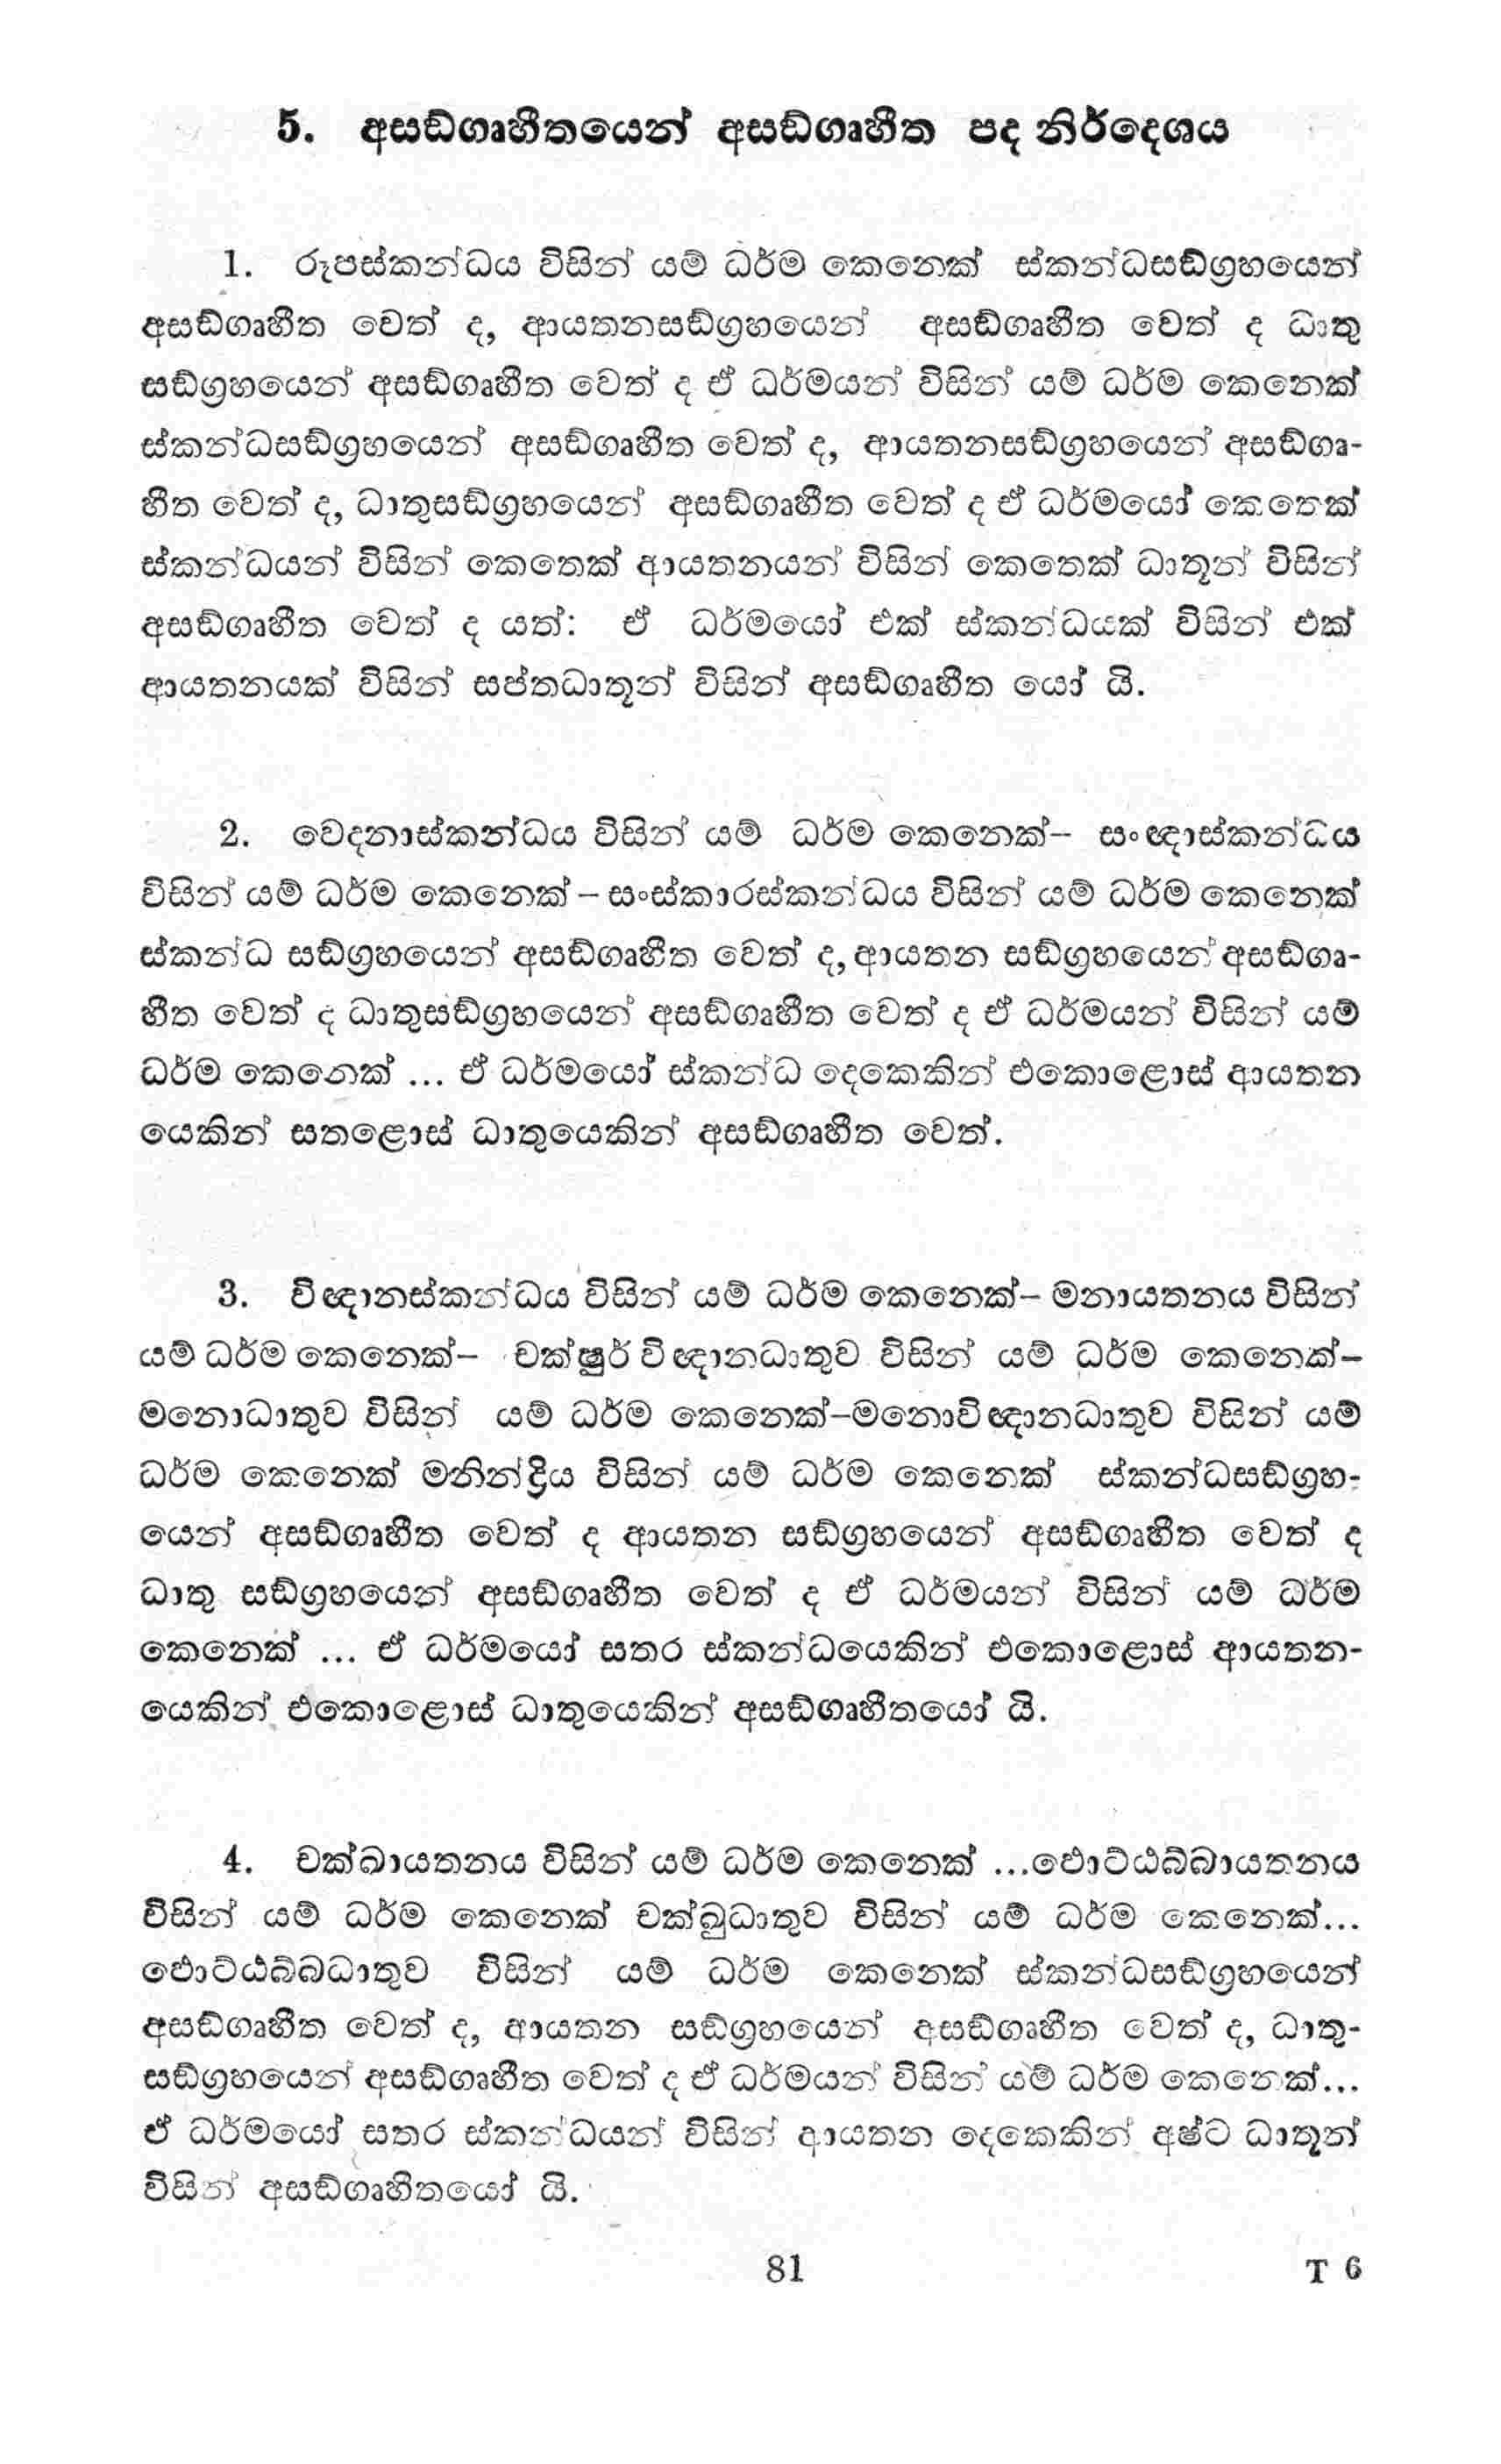 5. අසඞ්ගෘහීතයෙන් අසඞ්ගෘහීත පද නිර්දෙශය
1. රූපස්කන්ධය විසින් යම් ධර්ම කෙනෙක් ස්කන්ධසඞ්ග්‍රහයෙන්
අසඞ්ගෘහීත වෙත් ද, ආයතනසඞ්ග්‍රහයෙන් අසඞ්ගෘහීත වෙත් ද ධාතු
සඞ්ග්‍රහයෙන් අසඞ්ගෘහීත වෙත් ද ඒ ධර්මයන් විසින් යම් ධර්ම කෙනෙක්
ස්කන්ධසඞ්ග්‍රහයෙන් අසඞ්ගෘහීත වෙත් ද, ආයතනසඞ්ග්‍රහයෙන් අසඞ්ගෘ-
හීත වෙත් ද, ධාතුසඞ්ග්‍රහයෙන් අසඞ්ගෘහීත වෙත් ද ඒ ධර්මයෝ කෙතෙක්
ස්කන්ධයන් විසින් කෙතෙක් ආයතනයන් විසින් කෙතෙක් ධාතූන් විසින්
අසඞ්ගෘහීත වෙත් ද යත්: ඒ ධර්මයෝ එක් ස්කන්ධයක් විසින් එක්
ආයතනයක් විසින් සප්තධාතූන් විසින් අසඞ්ගෘහීත යෝ යි.
2. වෙදනාස්කන්ධය විසින් යම් ධර්ම කෙනෙක්– සංඥාස්කන්ධය
විසින් යම් ධර්ම කෙනෙක් – සංස්කාරස්කන්ධය විසින් යම් ධර්ම කෙනෙක්
ස්කන්ධ සඞ්ග්‍රහයෙන් අසඞ්ගෘහීත වෙත් ද, ආයතන සඞ්ග්‍රහයෙන් අසඞ්ගෘ-
හීත වෙත් ද ධාතුසඞ්ග්‍රහයෙන් අසඞ්ගෘහීත වෙත් ද ඒ ධර්මයන් විසින් යම්
ධර්ම කෙනෙක් ... ඒ ධර්මයෝ ස්කන්ධ දෙකෙකින් එකොළොස් ආයතන
යෙකින් සතළොස් ධාතුයෙකින් අසඞ්ගෘහීත වෙත්.
3. විඥානස්කන්ධය විසින් යම් ධර්ම කෙනෙක්– මනායතනය විසින්
යම් ධර්ම කෙනෙක්– චක්ෂුර් විඥානධාතුව විසින් යම් ධර්ම කෙනෙක්–
මනොධාතුව විසින් යම් ධර්ම කෙනෙක්–මනොවිඥානධාතුව විසින් යම්
ධර්ම කෙනෙක් මනින්ද්‍රිය විසින් යම් ධර්ම කෙනෙක් ස්කන්ධසඞ්ග්‍රහ-
යෙන් අසඞ්ගෘහීත වෙත් ද ආයතන සඞ්ග්‍රහයෙන් අසඞ්ගෘහීත වෙත් ද
ධාතු සඞ්ග්‍රහයෙන් අසඞ්ගෘහීත වෙත් ද ඒ ධර්මයන් විසින් යම් ධර්ම
කෙනෙක් ... ඒ ධර්මයෝ සතර ස්කන්ධයෙකින් එකොළොස් ආයතන-
යෙකින් එකොළොස් ධාතුයෙකින් අසඞ්ගෘහීතයෝ යි.
4. චක්ඛායතනය විසින් යම් ධර්ම කෙනෙක් ...ඵොට්ඨබ්බායතනය
විසින් යම් ධර්ම කෙනෙක් චක්ඛුධාතුව විසින් යම් ධර්ම කෙනෙක්...
ඵොට්ඨබ්බධාතුව විසින් යම් ධර්ම කෙනෙක් ස්කන්ධසඞ්ග්‍රහයෙන්
අසඞ්ගෘහීත වෙත් ද, ආයතන සඞ්ග්‍රහයෙන් අසඞ්ගෘහීත වෙත් ද, ධාතු-
සඞ්ග්‍රහයෙන් අසඞ්ගෘහීත වෙත් ද ඒ ධර්මයන් විසින් යම් ධර්ම කෙනෙක්...
ඒ ධර්මයෝ සතර ස්කන්ධයන් විසින් ආයතන දෙකෙකින් අෂ්ට ධාතූන්
විසින් අසඞ්ගෘහීතයෝ යි.
81
T 6